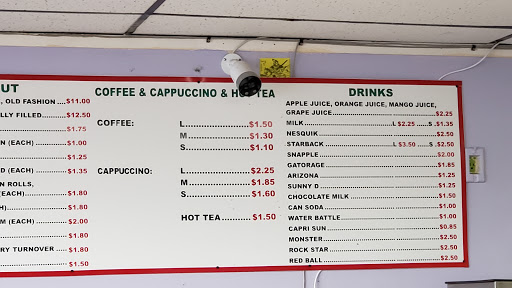 UT
, OLD FASHION ....$11.00
LLY FILLED..............$12.50
$1.75
N (EACH) ................$1.00
$1.25
D (EACH) ................$1.35
N ROLLS,
(EACH)....................$1.80
$1.80
M (EACH) ................$2.00
$1.80
RY TURNOVER ......$1.80
$1.50
COFFEE & CAPPUCCINO & HOT TEA
COFFEE: L......................$1.50
M......................$1.30
S......................$1.10
CAPPUCCINO: L......................$2.25
M......................$1.85
S......................$1.60
HOT TEA..........$1.50
DRINKS
APPLE JUICE, ORANGE JUICE, MANGO JUICE,
GRAPE JUICE......................$2.25
MILK......................L $2.25 ......S .$1.35
NESQUIK......................$2.50
STARBACK......................L $3.50 .....S .$2.50
SNAPPLE......................$2.00
GATORAGE......................$1.85
ARIZONA......................$1.25
SUNNY D......................$1.25
CHOCOLATE MILK......................$1.50
CAN SODA......................$1.00
WATER BATTLE......................$1.00
CAPRI SUN......................$0.85
MONSTER......................$2.50
ROCK STAR......................$2.50
RED BALL......................$2.50